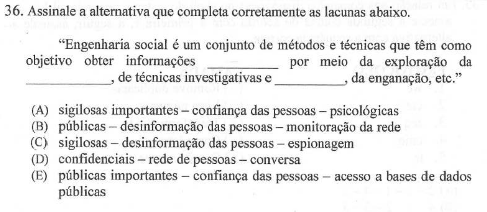 36. Assinale a alternativa que completa corretamente as lacunas abaixo.
“Engenharia social é um conjunto de métodos e técnicas que têm como
objetivo obter informações ____________ por meio da exploração da
______________, de técnicas investigativas e ____________, da enganação, etc.”
(A) sigilosas importantes – confiança das pessoas – psicológicas
(B) públicas – desinformação das pessoas – monitoração da rede
(C) sigilosas – desinformação das pessoas – espionagem
(D) confidenciais – rede de pessoas – conversa
(E) públicas importantes – confiança das pessoas – acesso a bases de dados
públicas